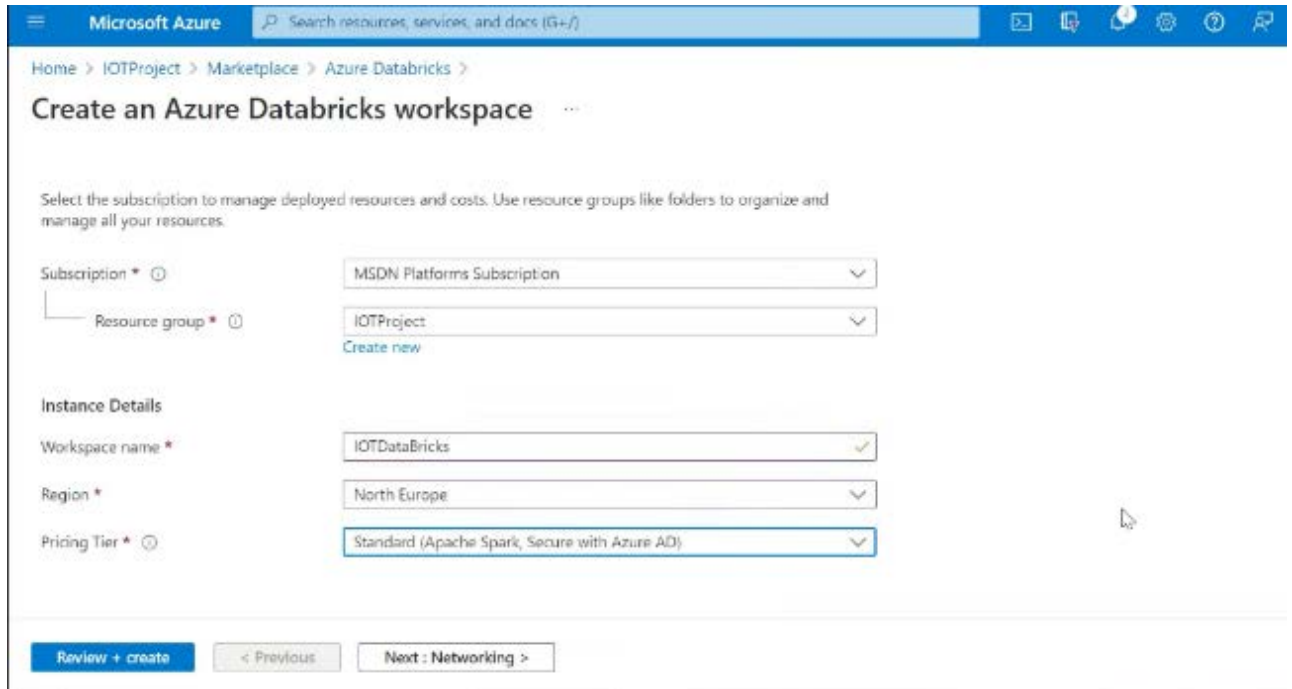 Microsoft Azure
Search resources, services, and docs (G+/)
Home > IOTProject > Marketplace > Azure Databricks >
Create an Azure Databricks workspace ...
Select the subscription to manage deployed resources and costs. Use resource groups like folders to organize and
manage all your resources.
Subscription * MSDN Platforms Subscription
Resource group * IOTProject
Create new
Instance Details
Workspace name * IOTDataBricks
Region * North Europe
Pricing Tier * Standard (Apache Spark, Secure with Azure AD)
Review + create < Previous Next : Networking >